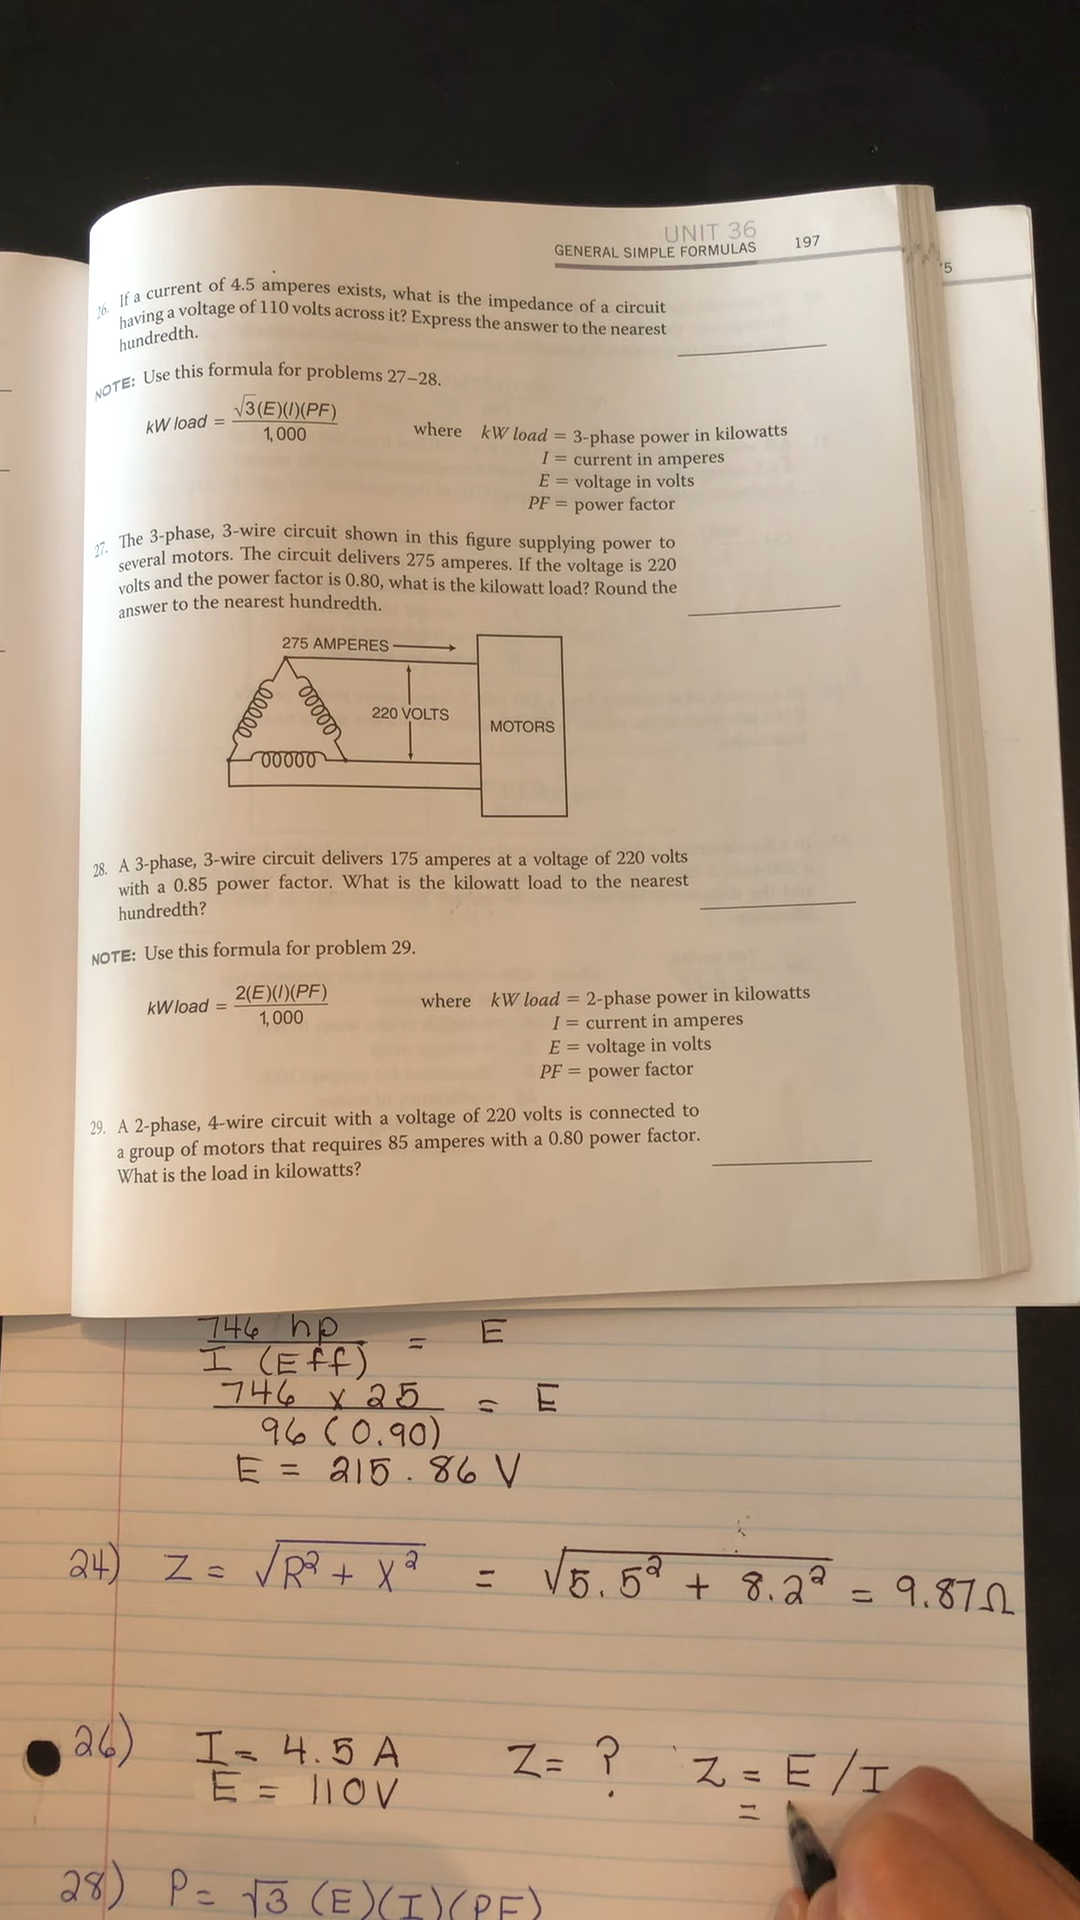 UNIT 36
GENERAL SIMPLE FORMULAS 197
26. If a current of 4.5 amperes exists, what is the impedance of a circuit
having a voltage of 110 volts across it? Express the answer to the nearest
hundredth.
NOTE: Use this formula for problems 27–28.
kW load = √3(E)(I)(PF)
1,000
where kW load = 3-phase power in kilowatts
I = current in amperes
E = voltage in volts
PF = power factor
27. The 3-phase, 3-wire circuit shown in this figure supplying power to
several motors. The circuit delivers 275 amperes. If the voltage is 220
volts and the power factor is 0.80, what is the kilowatt load? Round the
answer to the nearest hundredth.
275 AMPERES
220 VOLTS
MOTORS
28. A 3-phase, 3-wire circuit delivers 175 amperes at a voltage of 220 volts
with a 0.85 power factor. What is the kilowatt load to the nearest
hundredth?
NOTE: Use this formula for problem 29.
kW load = 2(E)(I)(PF)
1,000
where kW load = 2-phase power in kilowatts
I = current in amperes
E = voltage in volts
PF = power factor
29. A 2-phase, 4-wire circuit with a voltage of 220 volts is connected to
a group of motors that requires 85 amperes with a 0.80 power factor.
What is the load in kilowatts?
746 hp = E
I (Eff)
746 x 25 = E
96 (0.90)
E = 215.86 V
24) Z = √R² + X² = √5.5² + 8.2² = 9.87Ω
26) I = 4.5 A Z = ? Z = E / I
E = 110V =
28) P = √3 (E)(I)(PF)